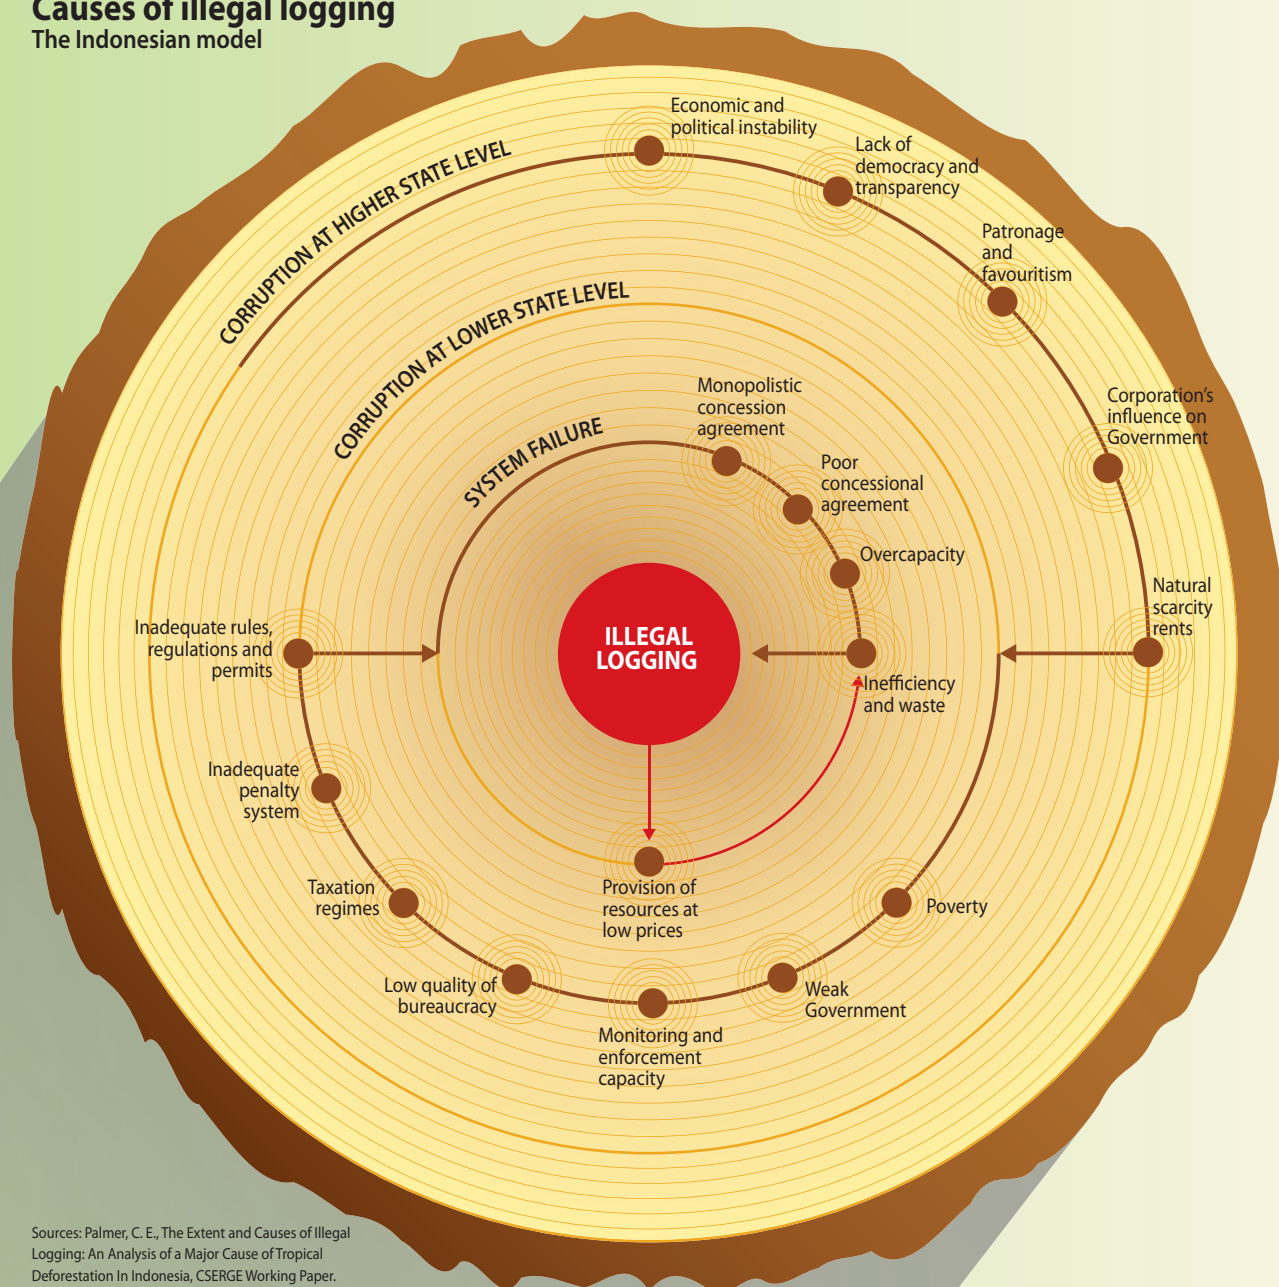 Causes of illegal logging
The Indonesian model
Economic and
political instability
Lack of
democracy and
transparency
CORRUPTION AT HIGHER STATE LEVEL
Patronage
and
favouritism
CORRUPTION AT LOWER STATE LEVEL
Monopolistic
concession
agreement
Corporation's
influence on
Government
SYSTEM FAILURE
Poor
concessional
agreement
Overcapacity
Natural
scarcity
rents
ILLEGAL
LOGGING
Inadequate rules,
regulations and
permits
Inefficiency
and waste
Inadequate
penalty
system
Taxation
regimes
Provision of
resources at
low prices
Poverty
Low quality of
bureaucracy
Weak
Government
Monitoring and
enforcement
capacity
Sources: Palmer, C. E., The Extent and Causes of Illegal
Logging: An Analysis of a Major Cause of Tropical
Deforestation In Indonesia, CSERGE Working Paper.